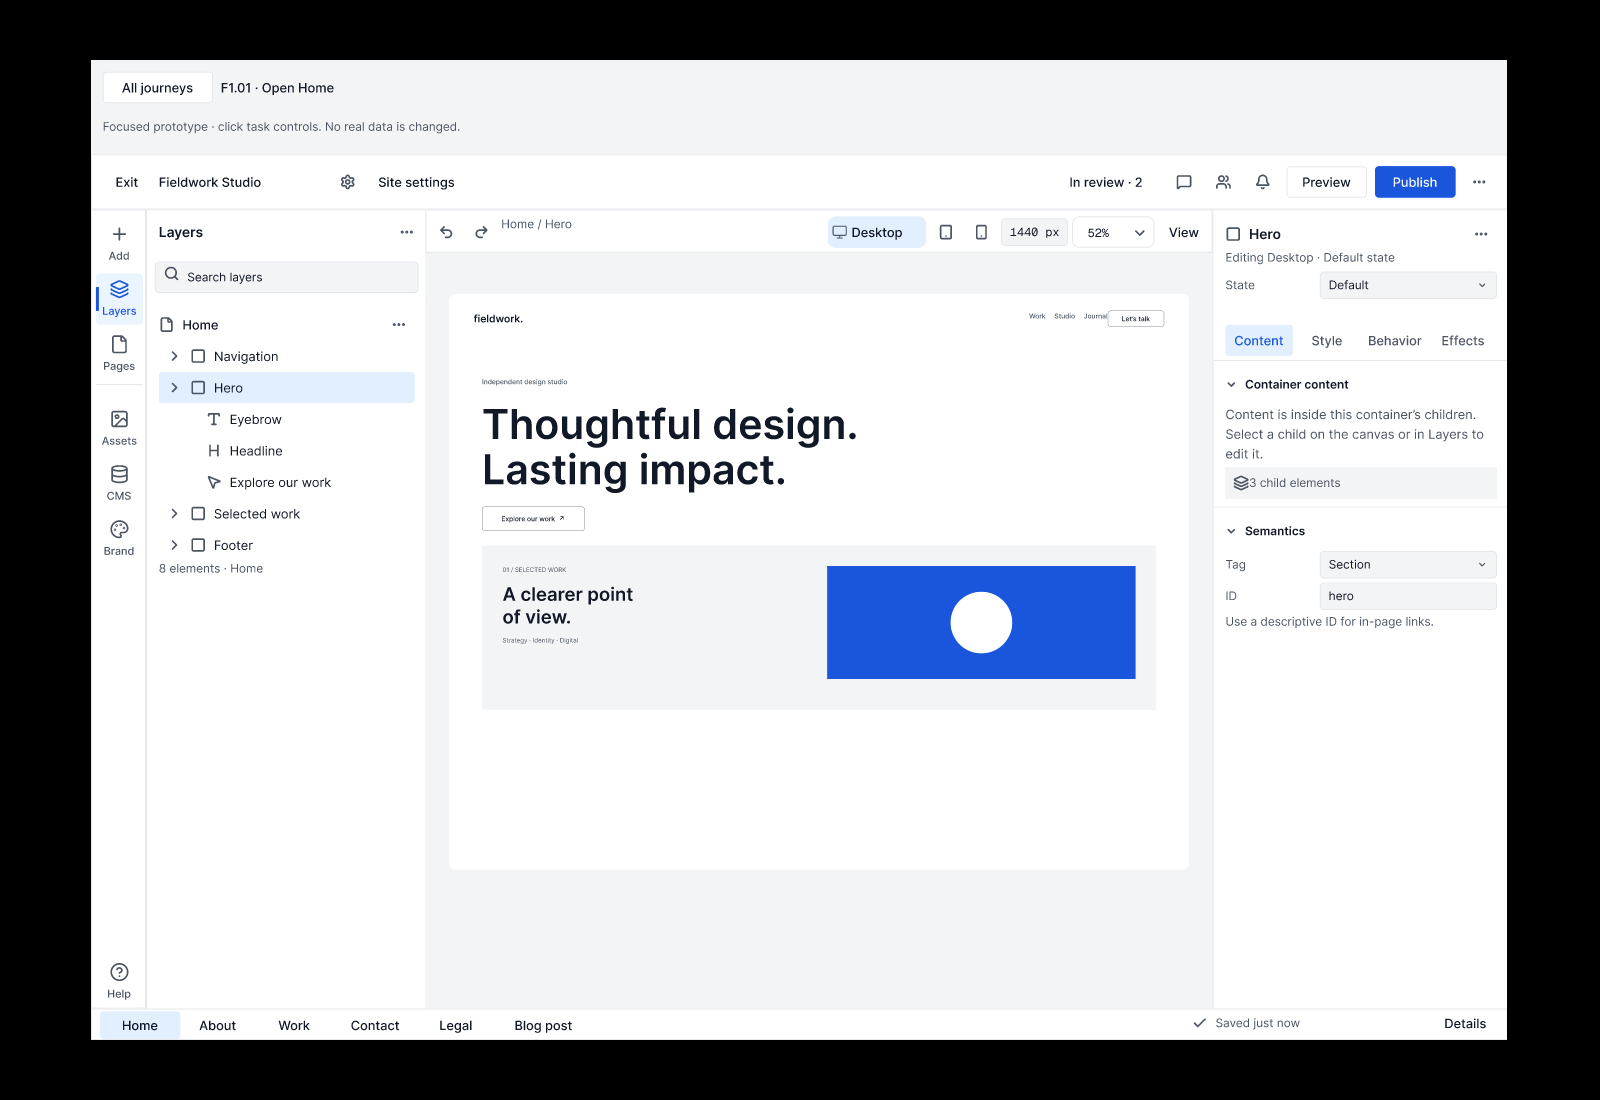 All journeys
F1.01 · Open Home
Focused prototype · click task controls. No real data is changed.
Exit
Fieldwork Studio
Site settings
In review · 2
Preview
Publish
Add
Layers
Pages
Assets
CMS
Brand
Help
Layers
Search layers
Home
Navigation
Hero
Eyebrow
Headline
Explore our work
Selected work
Footer
8 elements · Home
Home / Hero
Desktop
1440 px
52%
View
fieldwork.
Work
Studio
Journal
Let's talk
Independent design studio
Thoughtful design.
Lasting impact.
Explore our work ↗
01 / SELECTED WORK
A clearer point
of view.
Strategy · Identity · Digital
Hero
Editing Desktop · Default state
State
Default
Content
Style
Behavior
Effects
Container content
Content is inside this container’s children.
Select a child on the canvas or in Layers to
edit it.
3 child elements
Semantics
Tag
Section
ID
hero
Use a descriptive ID for in-page links.
Home
About
Work
Contact
Legal
Blog post
Saved just now
Details